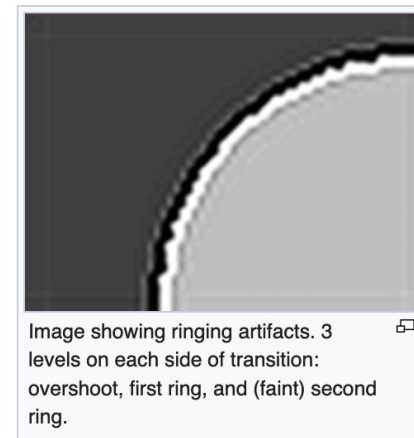 Image showing ringing artifacts. 3
levels on each side of transition:
overshoot, first ring, and (faint) second
ring.